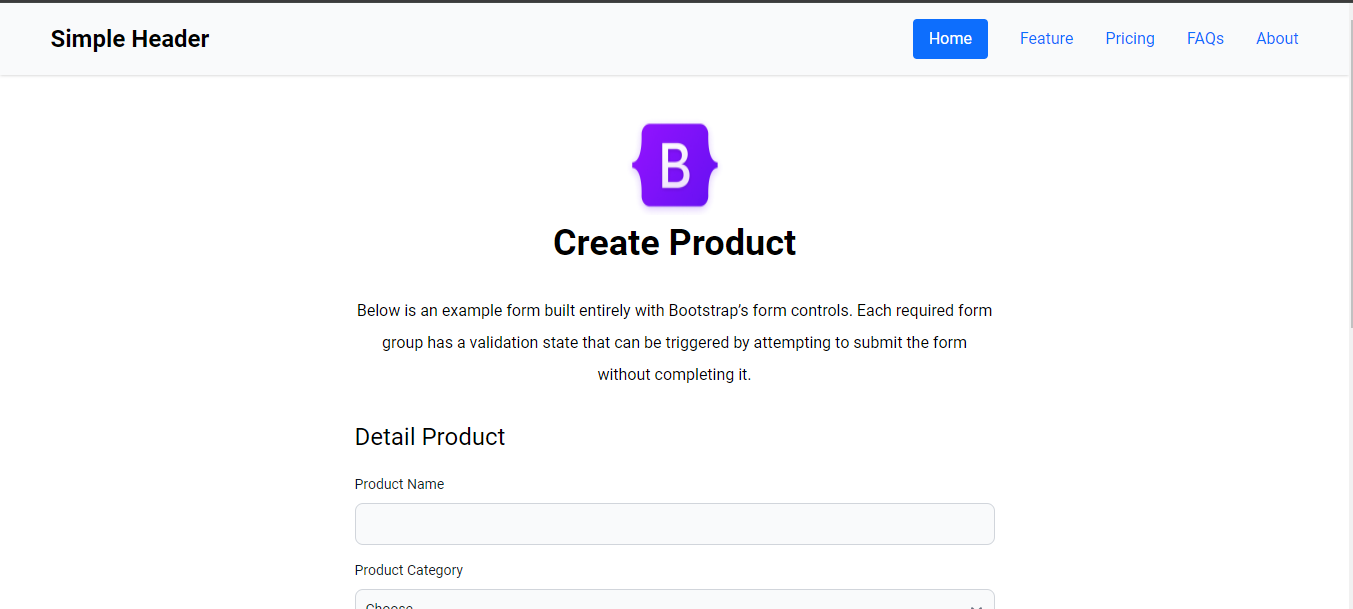 Simple Header
Home Feature Pricing FAQs About
B
Create Product
Below is an example form built entirely with Bootstrap’s form controls. Each required form
group has a validation state that can be triggered by attempting to submit the form
without completing it.
Detail Product
Product Name
Product Category
Choose...